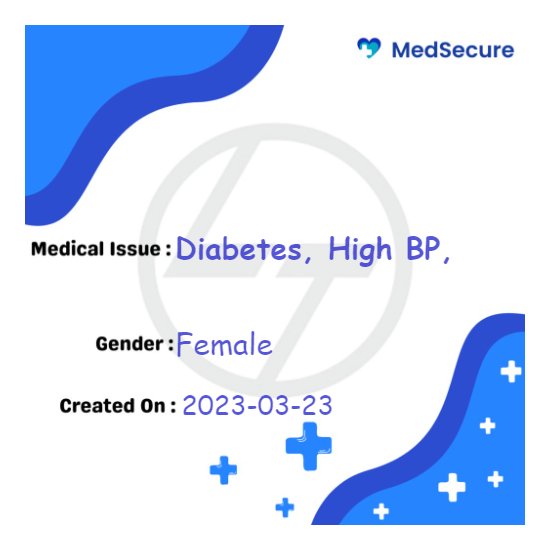 MedSecure
Medical Issue : Diabetes, High BP,
Gender : Female
Created On : 2023-03-23